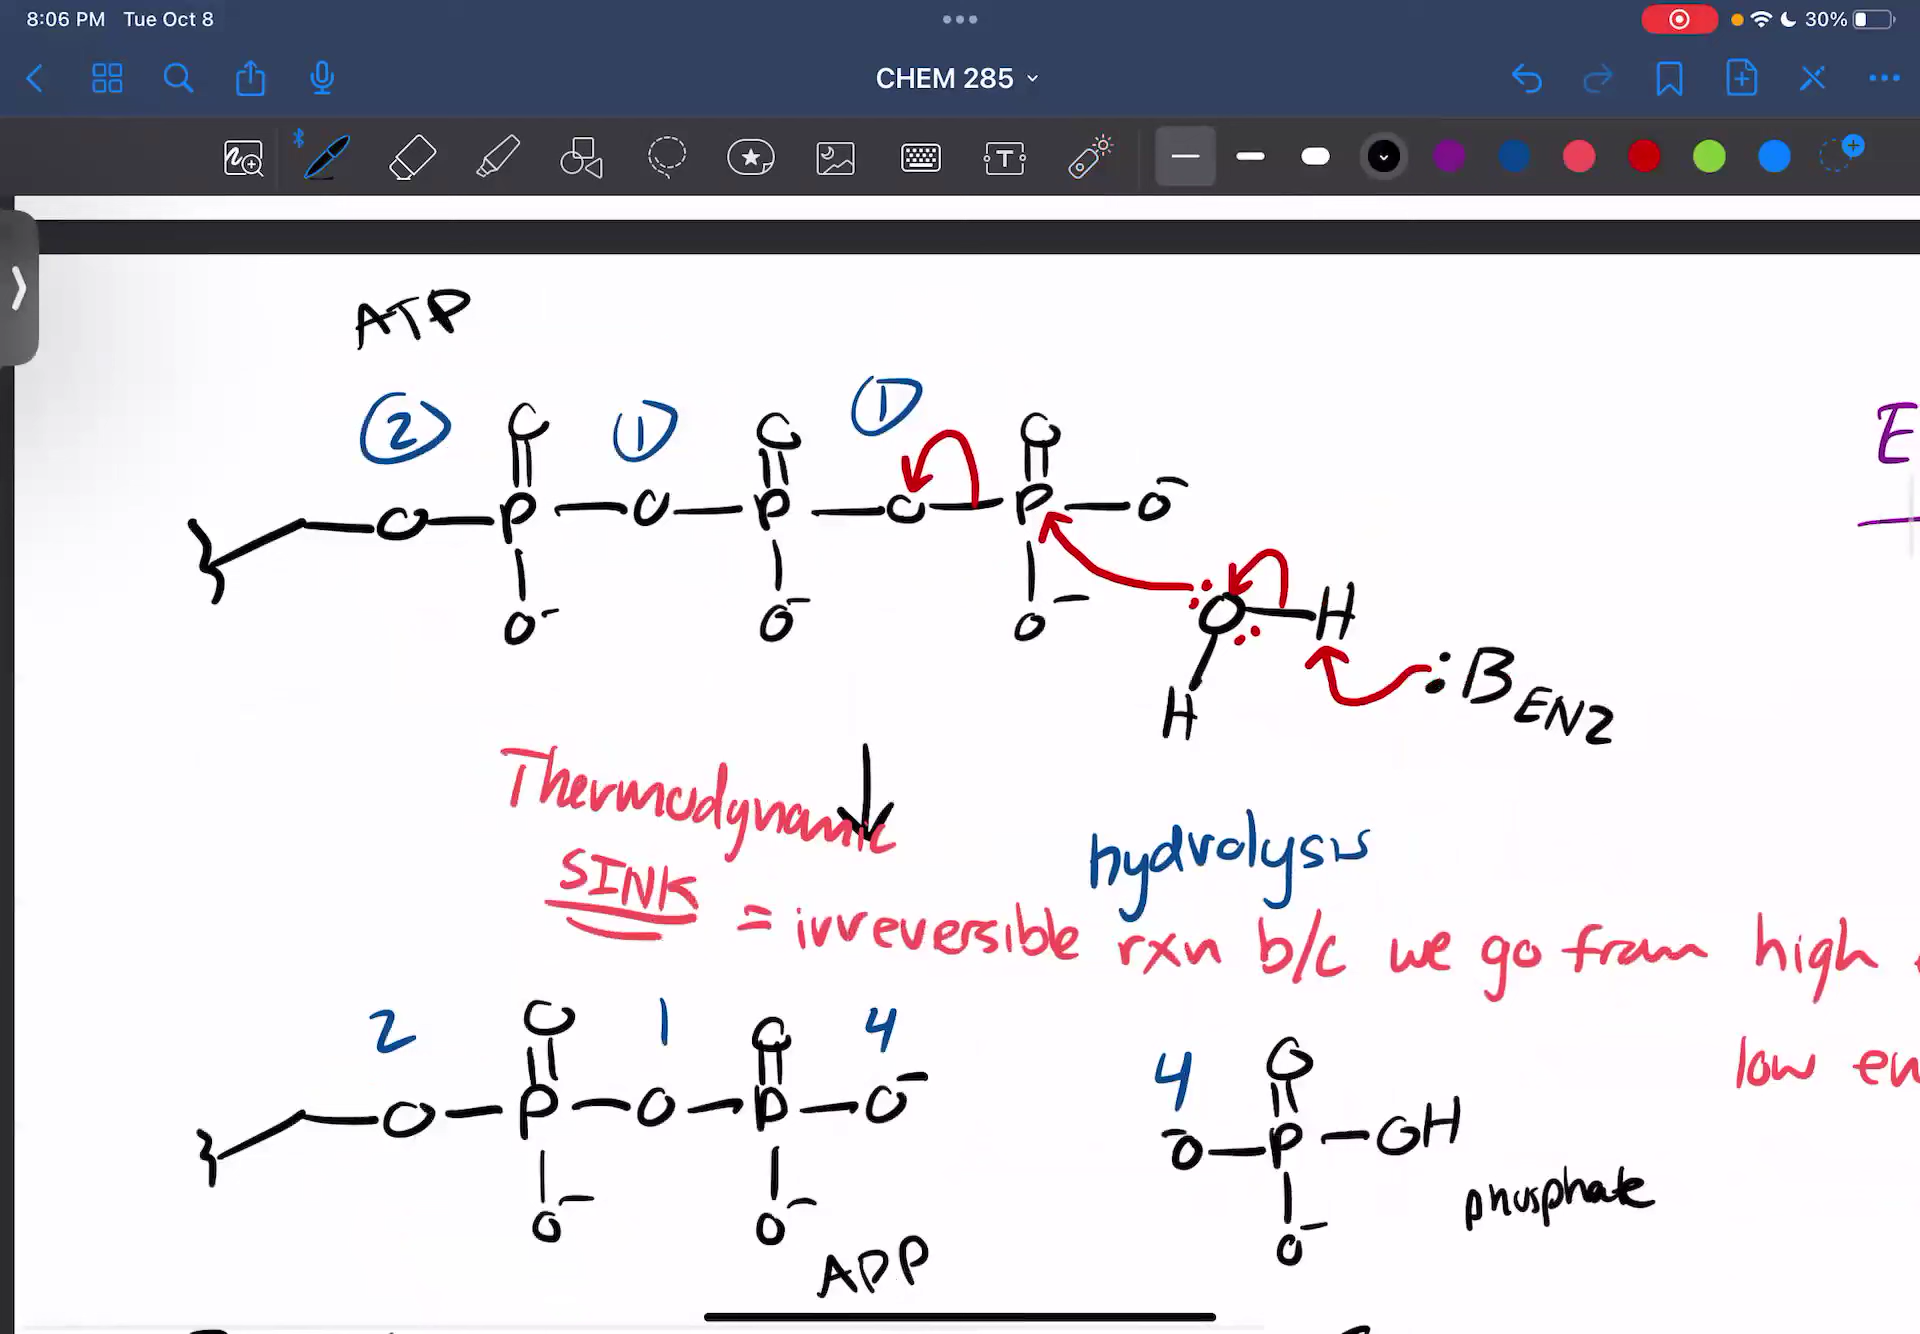 8:06 PM Tue Oct 8
30%
CHEM 285
ATP
② ① ①
O O O
O P O P O P O⁻
O⁻ O⁻ O⁻
:O: H
H
:B ENZ
E
Thermodynamic
SINK
hydrolysis
= irreversible rxn b/c we go from high
low en
2 1 4
O O
O P O P O⁻
O⁻ O⁻
ADP
4
O
⁻O P OH
O⁻
phosphate